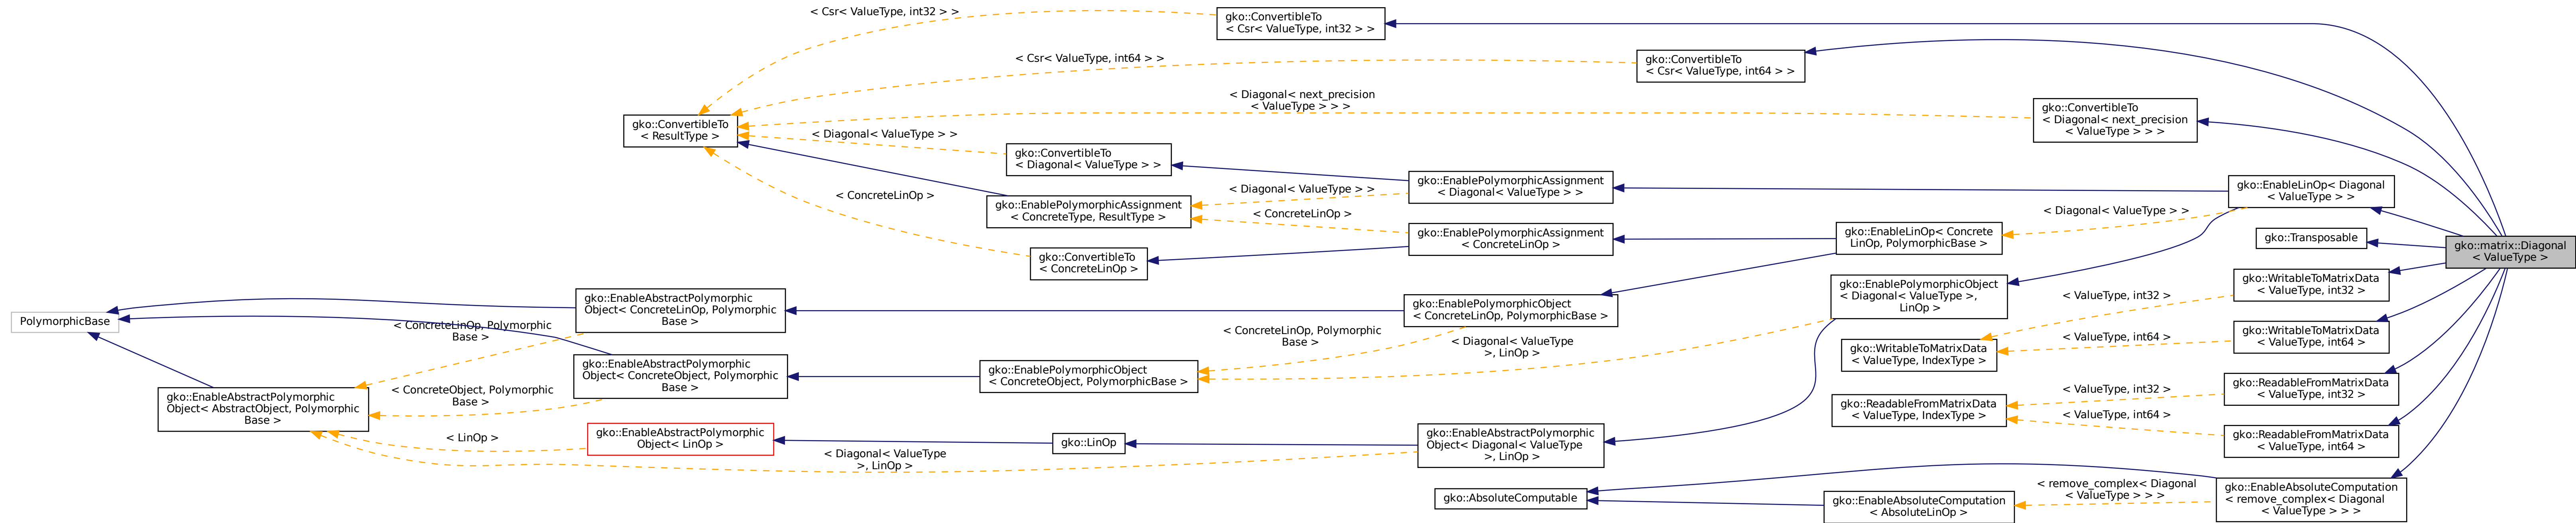 < Csr< ValueType, int32 > >
gko::ConvertibleTo
< Csr< ValueType, int32 > >
< Csr< ValueType, int64 > >
gko::ConvertibleTo
< Csr< ValueType, int64 > >
< Diagonal< next_precision
< ValueType > > >
gko::ConvertibleTo
< Diagonal< next_precision
< ValueType > > >
gko::ConvertibleTo
< ResultType >
< Diagonal< ValueType > >
gko::ConvertibleTo
< Diagonal< ValueType > >
gko::EnablePolymorphicAssignment
< Diagonal< ValueType > >
gko::EnableLinOp< Diagonal
< ValueType > >
< ConcreteLinOp >
gko::EnablePolymorphicAssignment
< ConcreteType, ResultType >
< Diagonal< ValueType > >
< ConcreteLinOp >
gko::EnablePolymorphicAssignment
< ConcreteLinOp >
gko::EnableLinOp< Concrete
LinOp, PolymorphicBase >
< Diagonal< ValueType > >
gko::Transposable
gko::matrix::Diagonal
< ValueType >
gko::ConvertibleTo
< ConcreteLinOp >
gko::EnablePolymorphicObject
< Diagonal< ValueType >,
LinOp >
gko::WritableToMatrixData
< ValueType, int32 >
< ValueType, int32 >
PolymorphicBase
gko::EnableAbstractPolymorphic
Object< ConcreteLinOp, Polymorphic
Base >
< ConcreteLinOp, Polymorphic
Base >
gko::EnablePolymorphicObject
< ConcreteLinOp, PolymorphicBase >
< ConcreteLinOp, Polymorphic
Base >
< Diagonal< ValueType
>, LinOp >
gko::WritableToMatrixData
< ValueType, IndexType >
< ValueType, int64 >
gko::WritableToMatrixData
< ValueType, int64 >
gko::EnableAbstractPolymorphic
Object< ConcreteObject, Polymorphic
Base >
gko::EnablePolymorphicObject
< ConcreteObject, PolymorphicBase >
gko::EnableAbstractPolymorphic
Object< AbstractObject, Polymorphic
Base >
< ConcreteObject, Polymorphic
Base >
gko::ReadableFromMatrixData
< ValueType, IndexType >
< ValueType, int32 >
gko::ReadableFromMatrixData
< ValueType, int32 >
< ValueType, int64 >
gko::ReadableFromMatrixData
< ValueType, int64 >
< LinOp >
gko::EnableAbstractPolymorphic
Object< LinOp >
gko::LinOp
gko::EnableAbstractPolymorphic
Object< Diagonal< ValueType
>, LinOp >
< Diagonal< ValueType
>, LinOp >
gko::AbsoluteComputable
gko::EnableAbsoluteComputation
< AbsoluteLinOp >
< remove_complex< Diagonal
< ValueType > > >
gko::EnableAbsoluteComputation
< remove_complex< Diagonal
< ValueType > > >